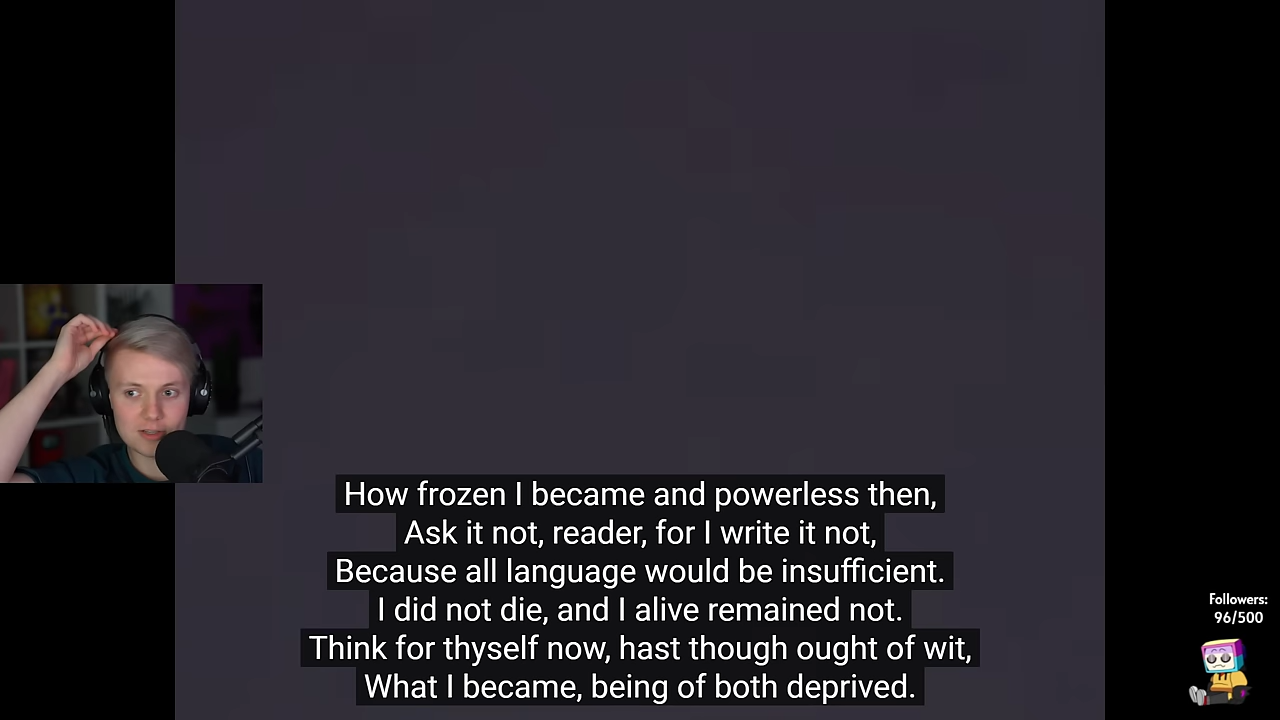 How frozen I became and powerless then,
Ask it not, reader, for I write it not,
Because all language would be insufficient.
I did not die, and I alive remained not.
Think for thyself now, hast though ought of wit,
What I became, being of both deprived.
Followers:
96/500